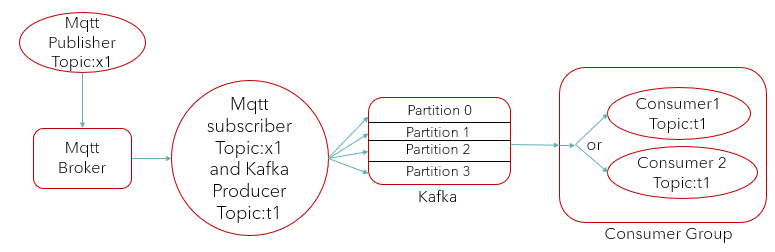 Mqtt
Publisher
Topic:x1
Mqtt
Broker
Mqtt
subscriber
Topic:x1
and Kafka
Producer
Topic:t1
Partition 0
Partition 1
Partition 2
Partition 3
Kafka
Consumer1
Topic:t1
or
Consumer 2
Topic:t1
Consumer Group